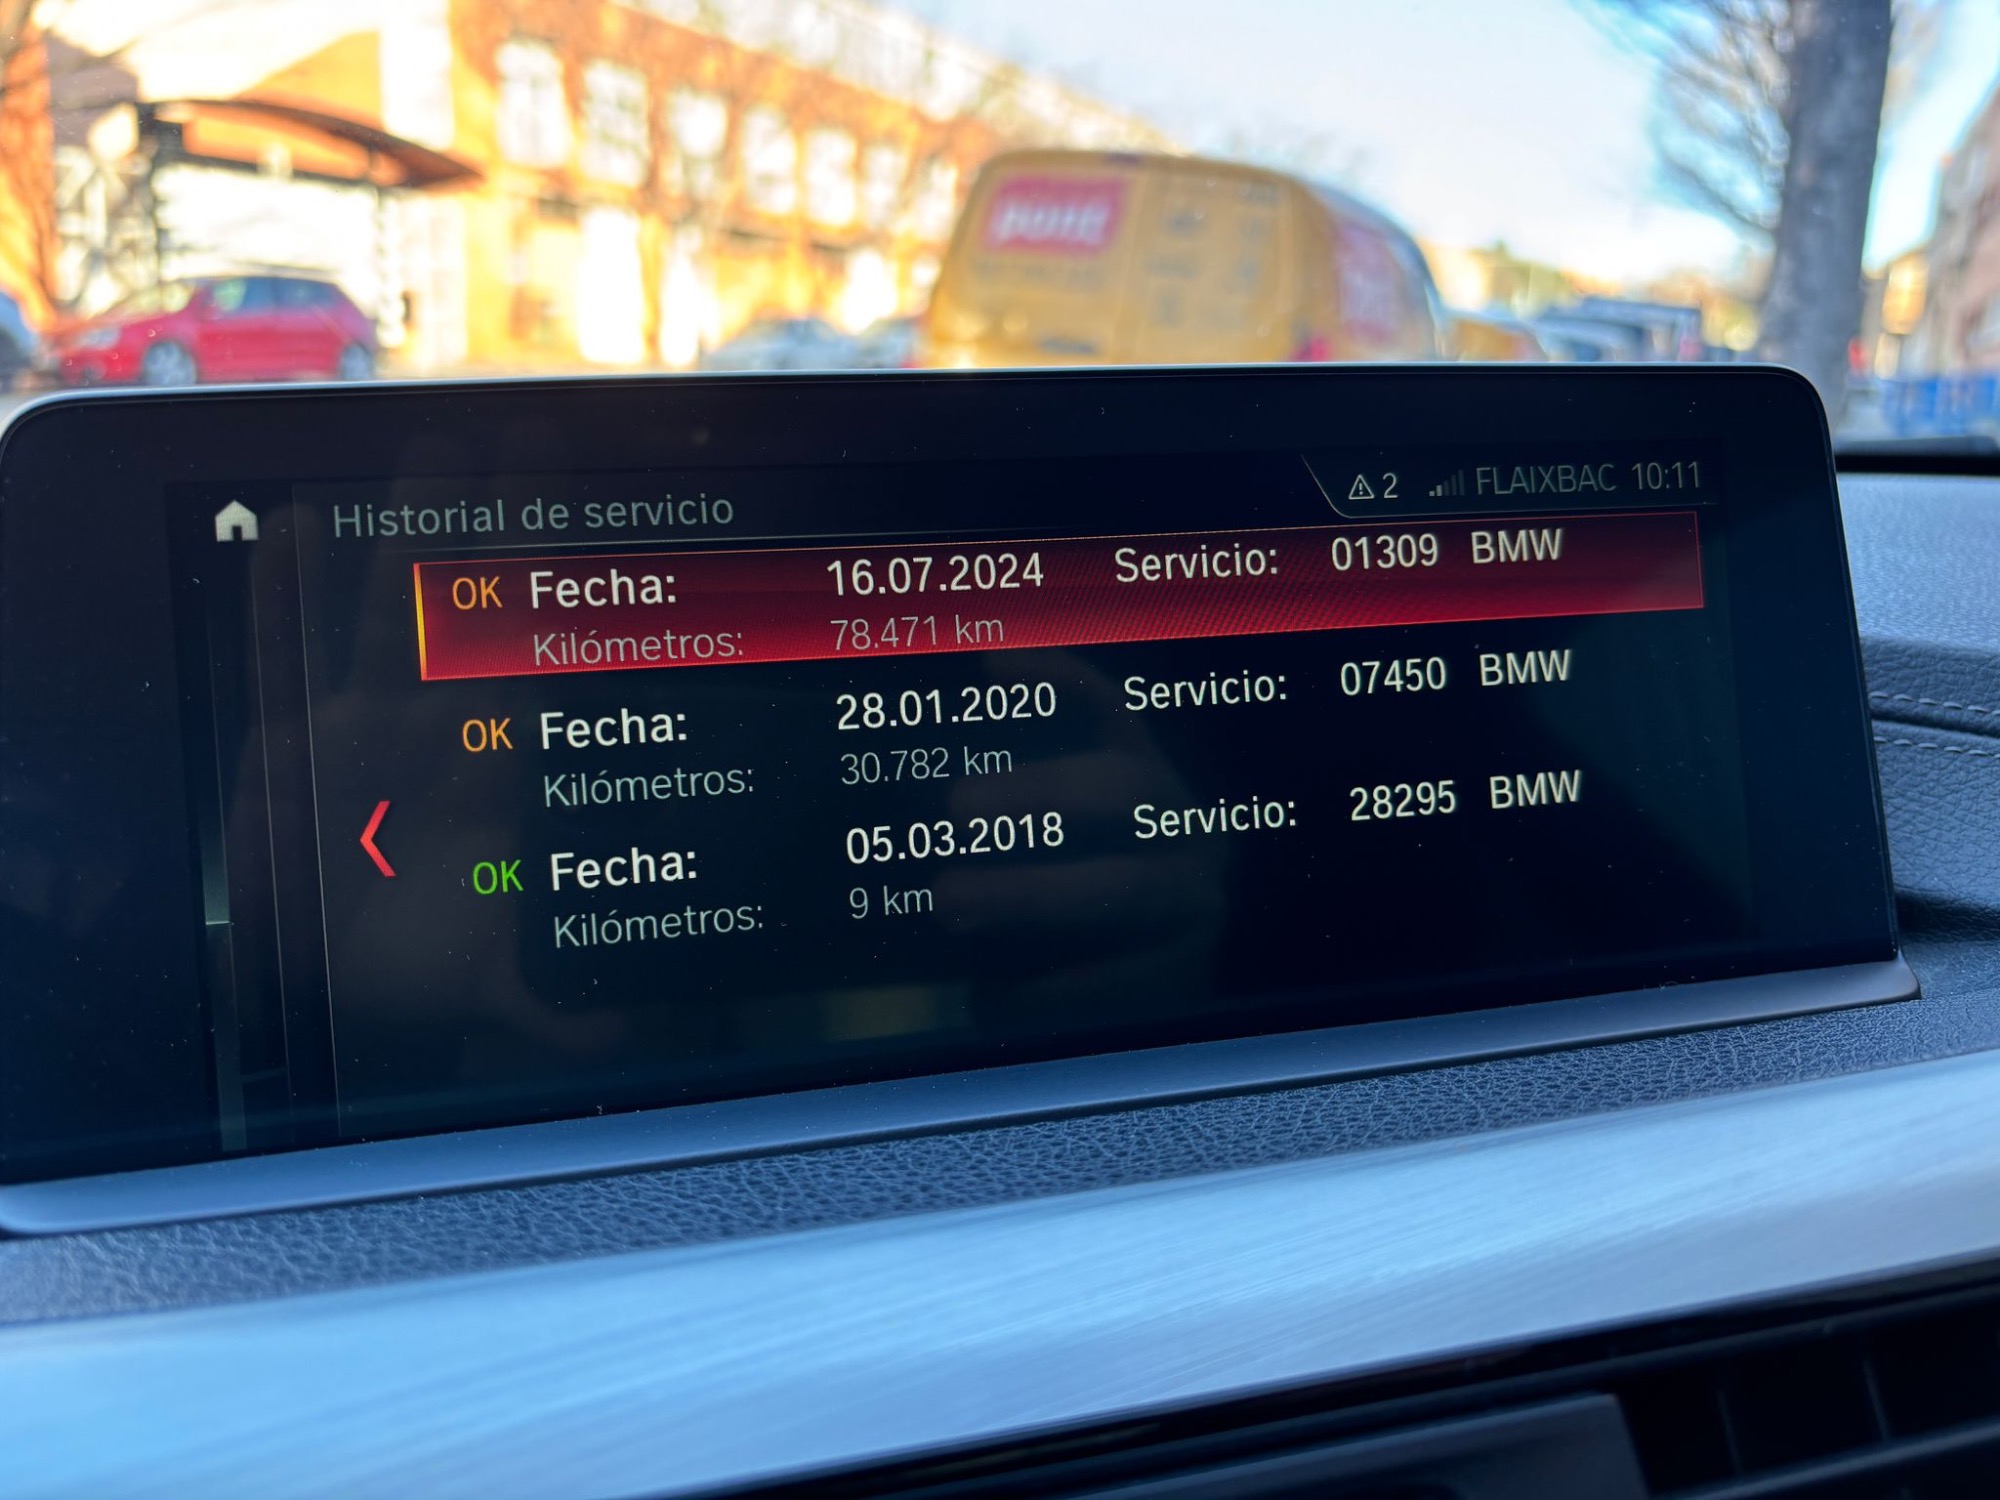 Historial de servicio
2 FLAIXBAC 10:11
OK Fecha: 16.07.2024 Servicio: 01309 BMW
Kilómetros: 78.471 km
OK Fecha: 28.01.2020 Servicio: 07450 BMW
Kilómetros: 30.782 km
OK Fecha: 05.03.2018 Servicio: 28295 BMW
Kilómetros: 9 km